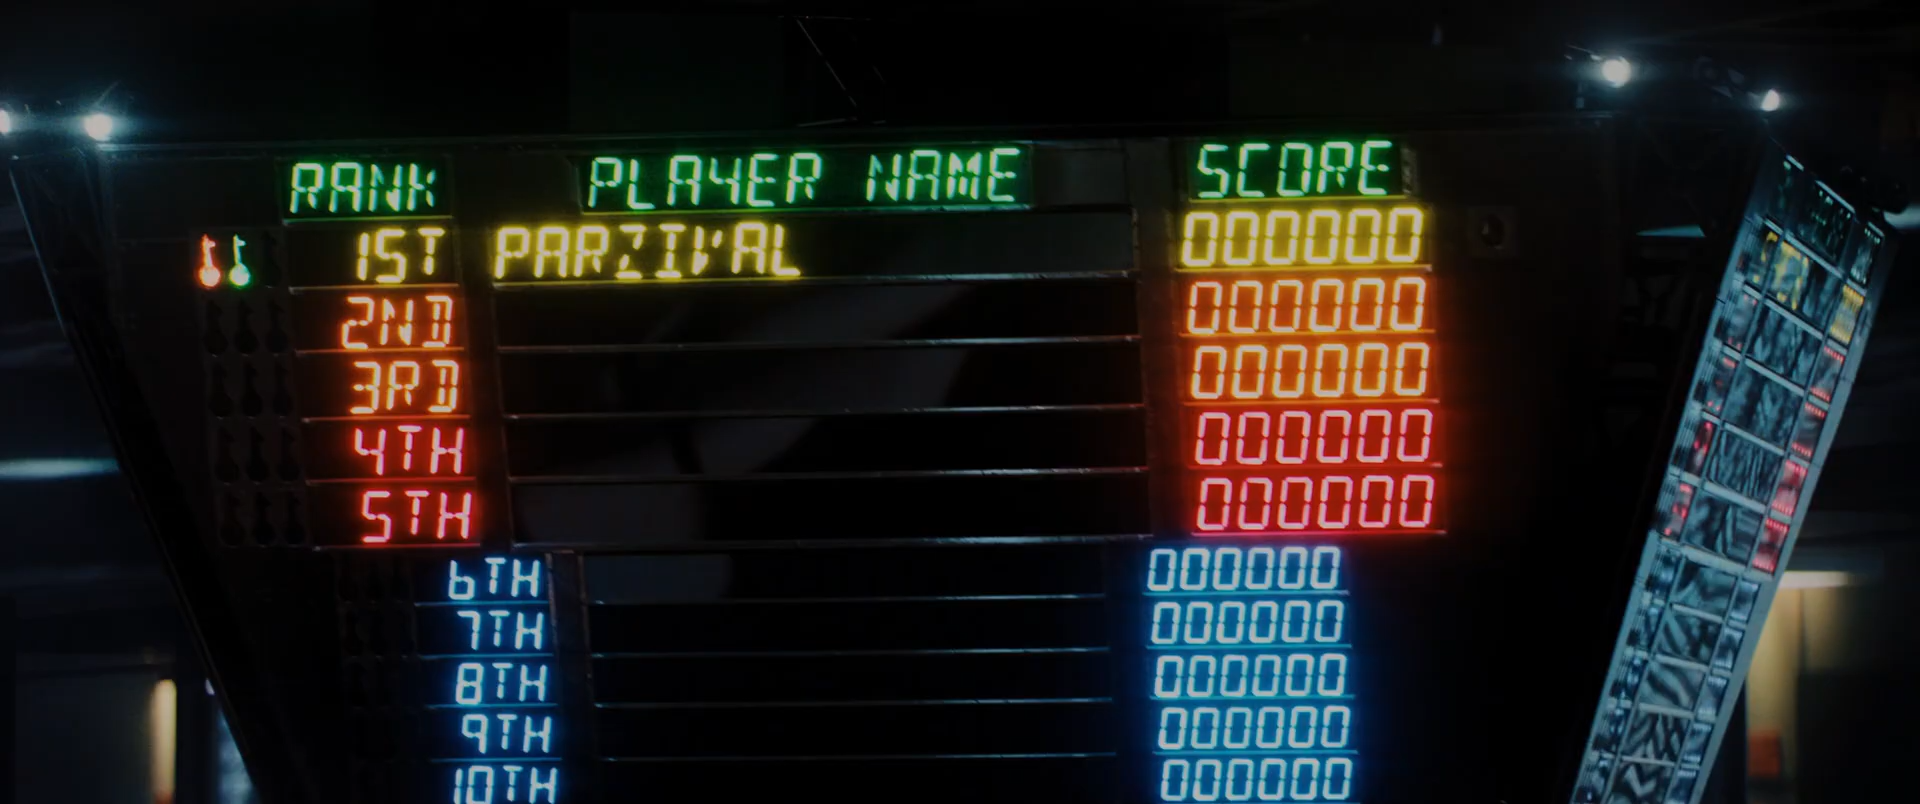 RANK PLAYER NAME SCORE
1ST PARZIVAL 000000
2ND 000000
3RD 000000
4TH 000000
5TH 000000
6TH 000000
7TH 000000
8TH 000000
9TH 000000
10TH 000000